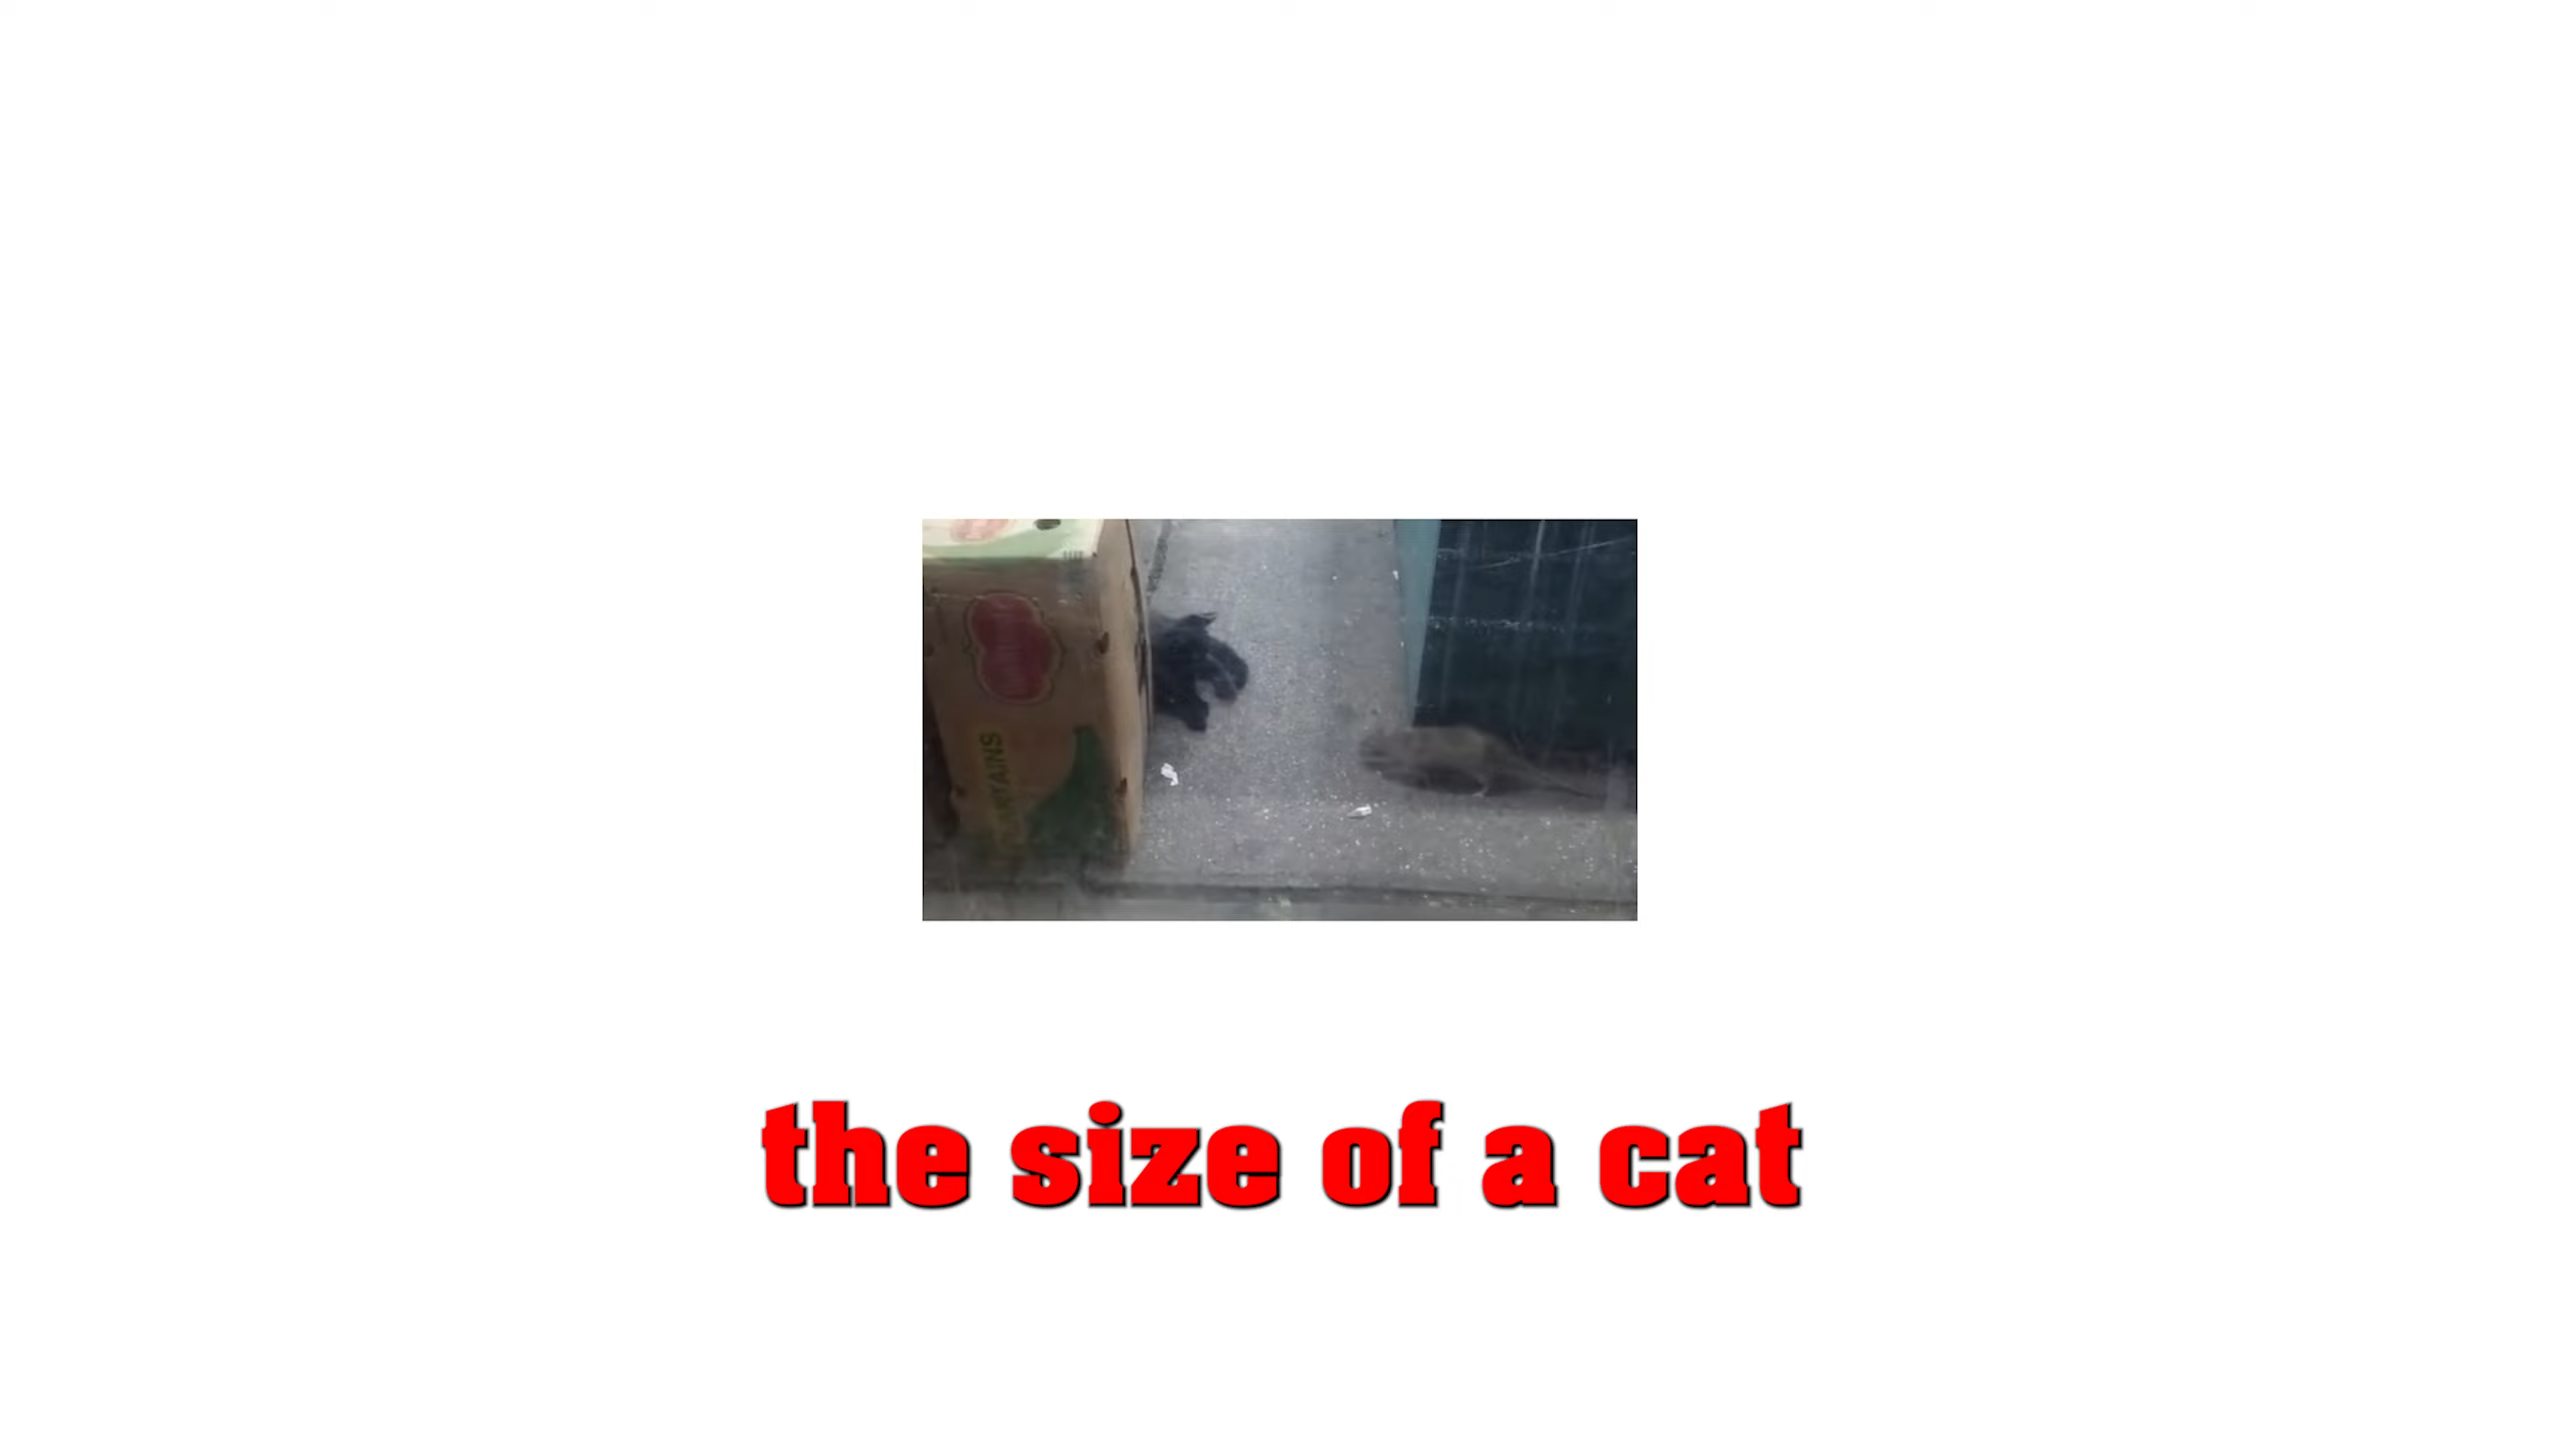 the size of a cat